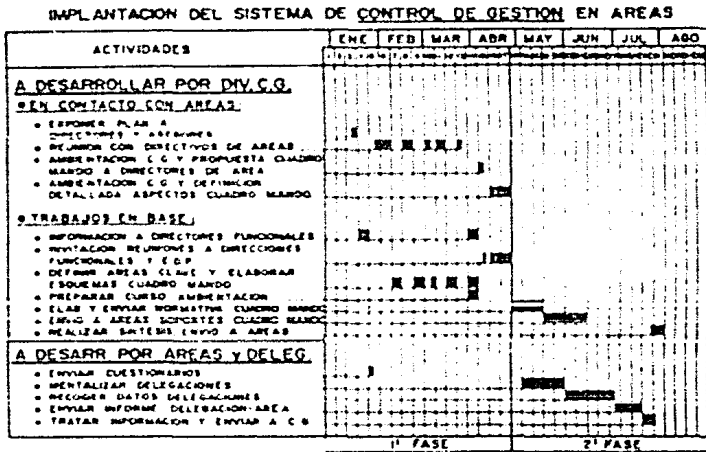 IMPLANTACION DEL SISTEMA DE CONTROL DE GESTION EN AREAS
ACTIVIDADES
ENE FEB MAR ABR MAY JUN JUL AGO
A DESARROLLAR POR DIV. C.G.
EN CONTACTO CON AREAS:
EXPONER PLAN A
DIRECTORES Y ASESORES
REUNION CON DIRECTIVOS DE AREAS
AMBIENTACION C.G. Y PROPUESTA CUADRO
MANDO A DIRECTORES DE AREA
AMBIENTACION C.G. Y DEFINICION
DETALLADA ASPECTOS CUADRO MANDO
TRABAJOS EN BASE:
INFORMACION A DIRECTORES FUNCIONALES
INVITACION REUNIONES A DIRECCIONES
FUNCIONALES Y E.D.P.
DEFINIR AREAS CLAVE Y ELABORAR
ESQUEMAS CUADRO MANDO
PREPARAR CURSO AMBIENTACION
ELAB Y ENVIAR NORMATIVA CUADRO MANDO
ENVIO A AREAS SOPORTES CUADRO MANDO
REALIZAR SINTESIS ENVIO A AREAS
A DESARR POR AREAS y DELEG.
ENVIAR CUESTIONARIOS
MENTALIZAR DELEGACIONES
RECOGER DATOS DELEGACIONES
ENVIAR INFORME DELEGACION-AREA
TRATAR INFORMACION Y ENVIAR A C.G.
1ª FASE 2ª FASE